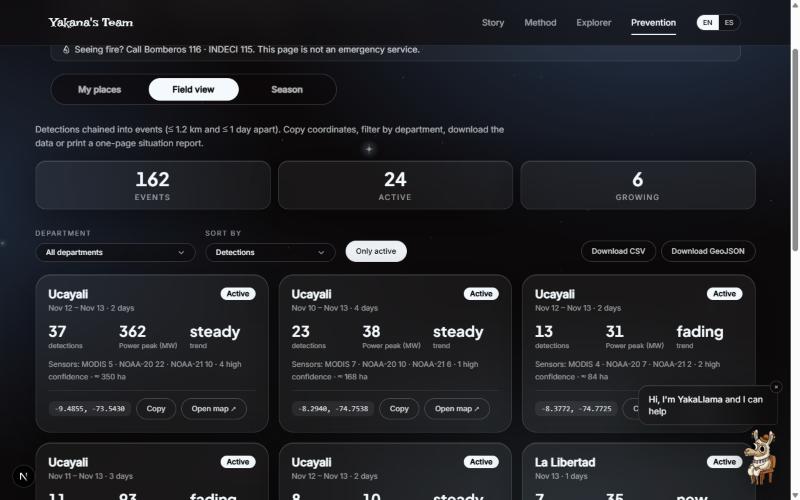 Yakana's Team
Story
Method
Explorer
Prevention
EN
ES
Seeing fire? Call Bomberos 116 · INDECI 115. This page is not an emergency service.
My places
Field view
Season
Detections chained into events (≤ 1.2 km and ≤ 1 day apart). Copy coordinates, filter by department, download the
data or print a one-page situation report.
162
EVENTS
24
ACTIVE
6
GROWING
DEPARTMENT
All departments
SORT BY
Detections
Only active
Download CSV
Download GeoJSON
Ucayali
Active
Nov 12 – Nov 13 · 2 days
37
detections
362
Power peak (MW)
steady
trend
Sensors: MODIS 5 · NOAA-20 22 · NOAA-21 10 · 4 high
confidence · ≈ 350 ha
-9.4855, -73.5430
Copy
Open map ↗
Ucayali
Active
Nov 10 – Nov 13 · 4 days
23
detections
38
Power peak (MW)
steady
trend
Sensors: MODIS 7 · NOAA-20 10 · NOAA-21 6 · 1 high
confidence · ≈ 168 ha
-8.2940, -74.7538
Copy
Open map ↗
Ucayali
Active
Nov 12 – Nov 13 · 2 days
13
detections
31
Power peak (MW)
fading
trend
Sensors: MODIS 4 · NOAA-20 7 · NOAA-21 2 · 2 high
confidence · ≈ 84 ha
-8.3772, -74.7725
Hi, I'm YakaLlama and I can
help
Ucayali
Active
Nov 11 – Nov 13 · 3 days
11
93
fading
Ucayali
Active
Nov 12 – Nov 13 · 2 days
8
10
steady
La Libertad
Active
Nov 13 · 1 days
7
35
new
N